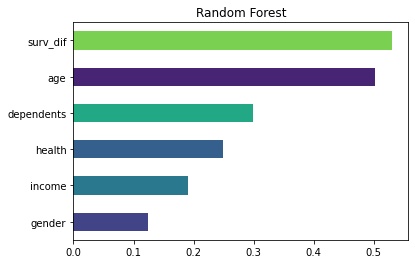 Random Forest
surv_dif
age
dependents
health
income
gender
0.0 0.1 0.2 0.3 0.4 0.5